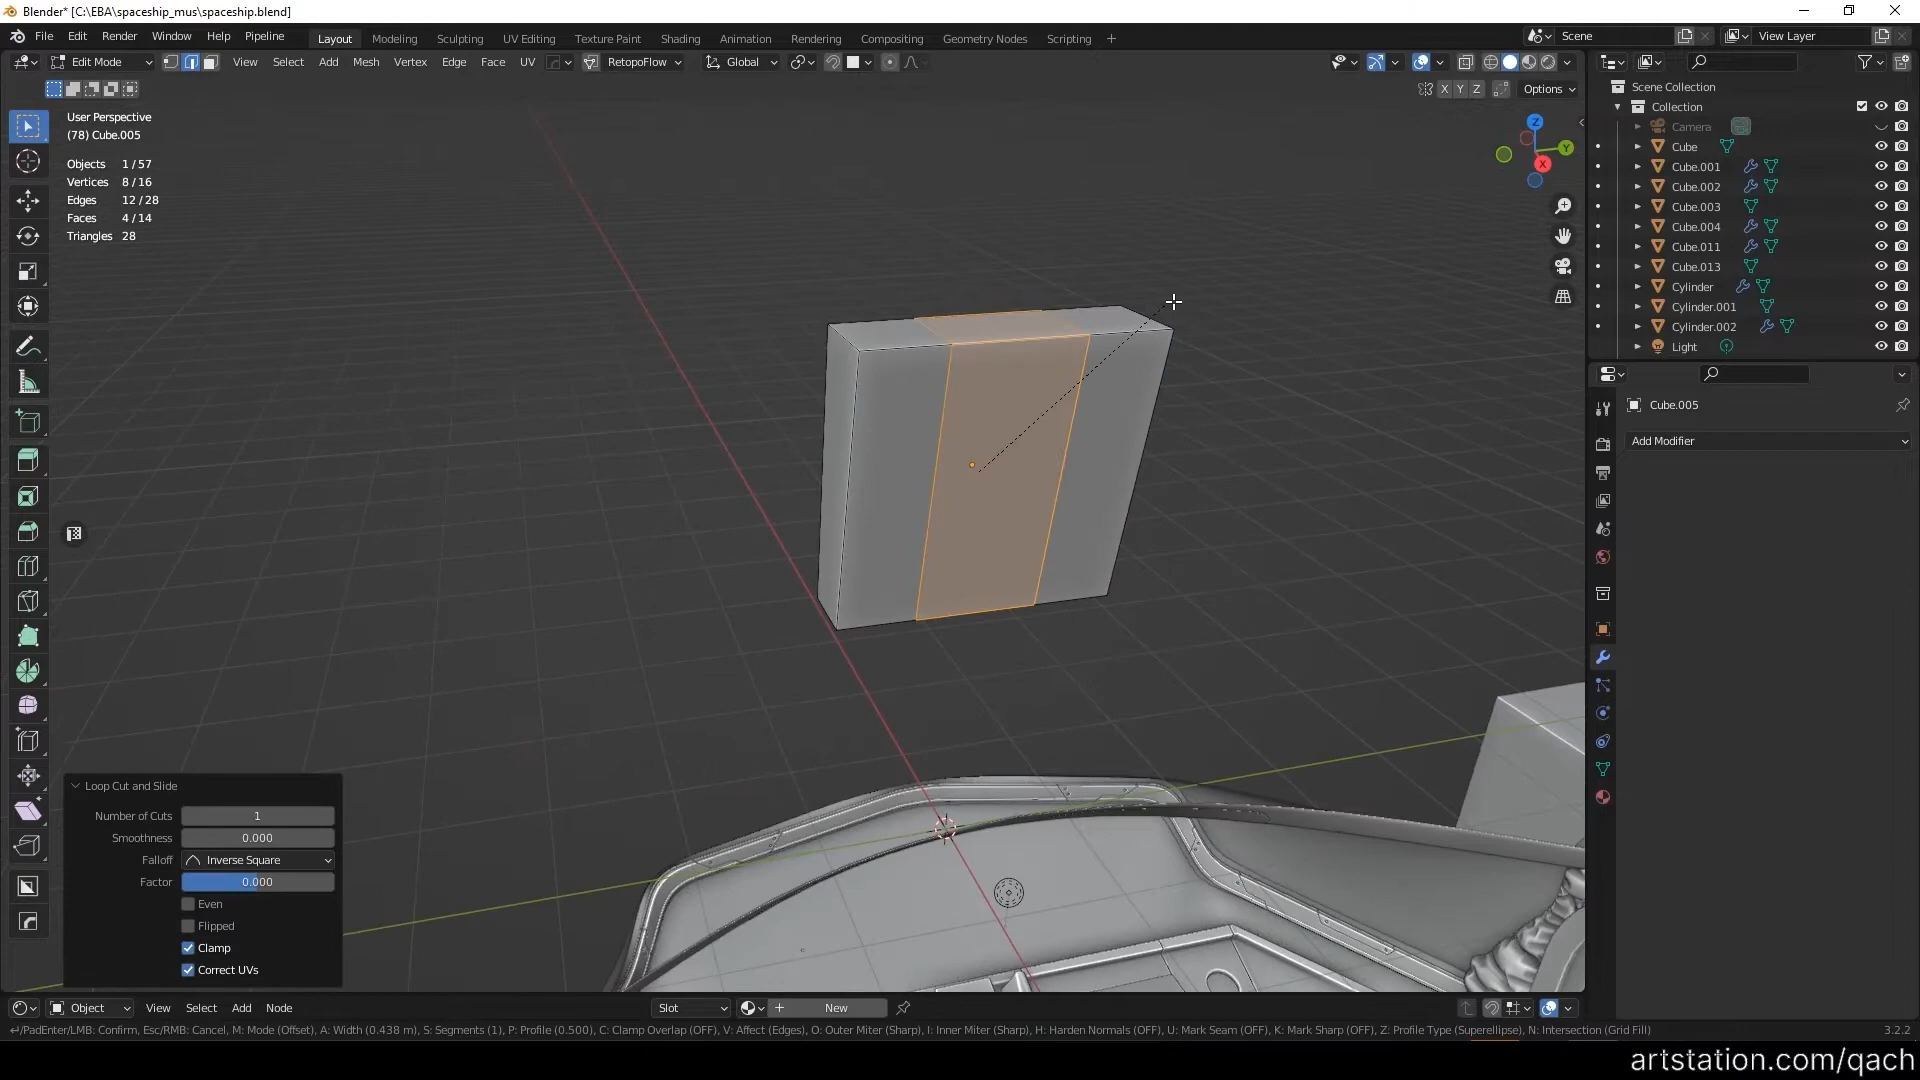 Blender* [C:\EBA\spaceship_mus\spaceship.blend]
File Edit Render Window Help Pipeline Layout Modeling Sculpting UV Editing Texture Paint Shading Animation Rendering Compositing Geometry Nodes Scripting + Scene View Layer
Edit Mode View Select Add Mesh Vertex Edge Face UV RetopoFlow Global
X Y Z Options
User Perspective
(78) Cube.005
Objects 1 / 57
Vertices 8 / 16
Edges 12 / 28
Faces 4 / 14
Triangles 28
Z
Y
X
Scene Collection
Collection
Camera
Cube
Cube.001
Cube.002
Cube.003
Cube.004
Cube.011
Cube.013
Cylinder
Cylinder.001
Cylinder.002
Light
Cube.005
Add Modifier
Loop Cut and Slide
Number of Cuts 1
Smoothness 0.000
Falloff Inverse Square
Factor 0.000
Even
Flipped
Clamp
Correct UVs
Object View Select Add Node Slot New
↵/PadEnter/LMB: Confirm, Esc/RMB: Cancel, M: Mode (Offset), A: Width (0.438 m), S: Segments (1), P: Profile (0.500), C: Clamp Overlap (OFF), V: Affect (Edges), O: Outer Miter (Sharp), I: Inner Miter (Sharp), H: Harden Normals (OFF), U: Mark Seam (OFF), K: Mark Sharp (OFF), Z: Profile Type (Superellipse), N: Intersection (Grid Fill) 3.2.2
artstation.com/qach